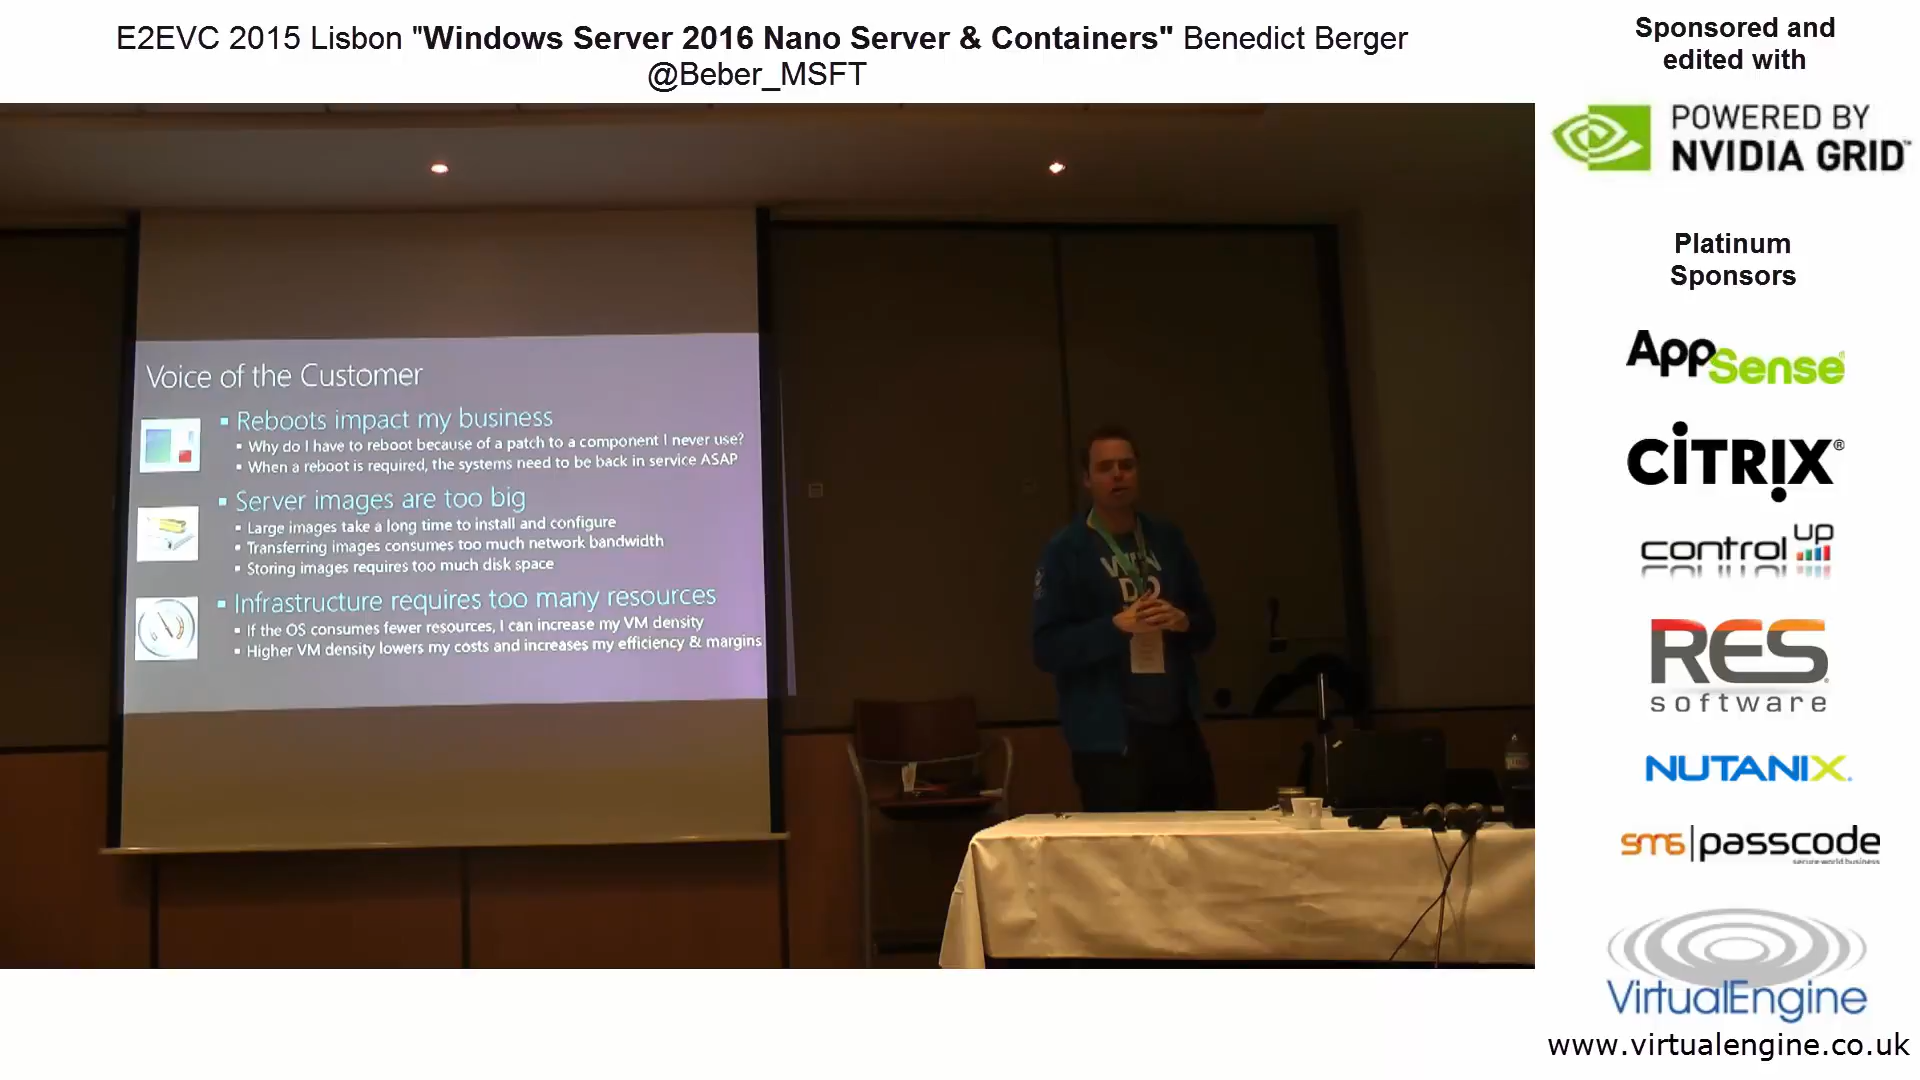 E2EVC 2015 Lisbon "Windows Server 2016 Nano Server & Containers" Benedict Berger
@Beber_MSFT
Sponsored and
edited with
POWERED BY
NVIDIA GRID™
Platinum
Sponsors
AppSense®
CITRIX®
control up
RES
software
NUTANIX
sms|passcode
secure world business
VirtualEngine
www.virtualengine.co.uk
Voice of the Customer
▪ Reboots impact my business
▪ Why do I have to reboot because of a patch to a component I never use?
▪ When a reboot is required, the systems need to be back in service ASAP
▪ Server images are too big
▪ Large images take a long time to install and configure
▪ Transferring images consumes too much network bandwidth
▪ Storing images requires too much disk space
▪ Infrastructure requires too many resources
▪ If the OS consumes fewer resources, I can increase my VM density
▪ Higher VM density lowers my costs and increases my efficiency & margins
WIN
DO